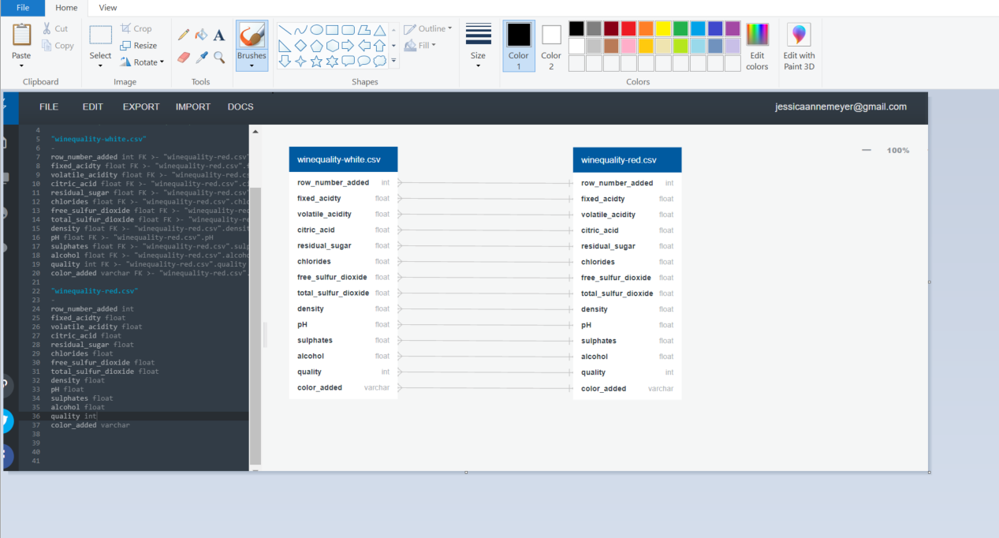 File Home View
Cut
Copy
Paste
Clipboard
Select
Crop
Resize
Rotate
Image
A
Tools
Brushes
Outline
Fill
Shapes
Size
Color 1
Color 2
Edit colors
Colors
Edit with Paint 3D
FILE EDIT EXPORT IMPORT DOCS jessicaannemeyer@gmail.com
4
5 "winequality-white.csv"
6 -
7 row_number_added int FK >- "winequality-red.csv"
8 fixed_acidty float FK >- "winequality-red.csv".
9 volatile_acidity float FK >- "winequality-red.cs
10 citric_acid float FK >- "winequality-red.csv".ci
11 residual_sugar float FK >- "winequality-red.csv"
12 chlorides float FK >- "winequality-red.csv".chlo
13 free_sulfur_dioxide float FK >- "winequality-red
14 total_sulfur_dioxide float FK >- "winequality-re
15 density float FK >- "winequality-red.csv".densit
16 pH float FK >- "winequality-red.csv".pH
17 sulphates float FK >- "winequality-red.csv".sulp
18 alcohol float FK >- "winequality-red.csv".alcoho
19 quality int FK >- "winequality-red.csv".quality
20 color_added varchar FK >- "winequality-red.csv".
21
22 "winequality-red.csv"
23 -
24 row_number_added int
25 fixed_acidty float
26 volatile_acidity float
27 citric_acid float
28 residual_sugar float
29 chlorides float
30 free_sulfur_dioxide float
31 total_sulfur_dioxide float
32 density float
33 pH float
34 sulphates float
35 alcohol float
36 quality int
37 color_added varchar
38
39
40
41
winequality-white.csv
row_number_added int
fixed_acidty float
volatile_acidity float
citric_acid float
residual_sugar float
chlorides float
free_sulfur_dioxide float
total_sulfur_dioxide float
density float
pH float
sulphates float
alcohol float
quality int
color_added varchar
winequality-red.csv
row_number_added int
fixed_acidty float
volatile_acidity float
citric_acid float
residual_sugar float
chlorides float
free_sulfur_dioxide float
total_sulfur_dioxide float
density float
pH float
sulphates float
alcohol float
quality int
color_added varchar
— 100%